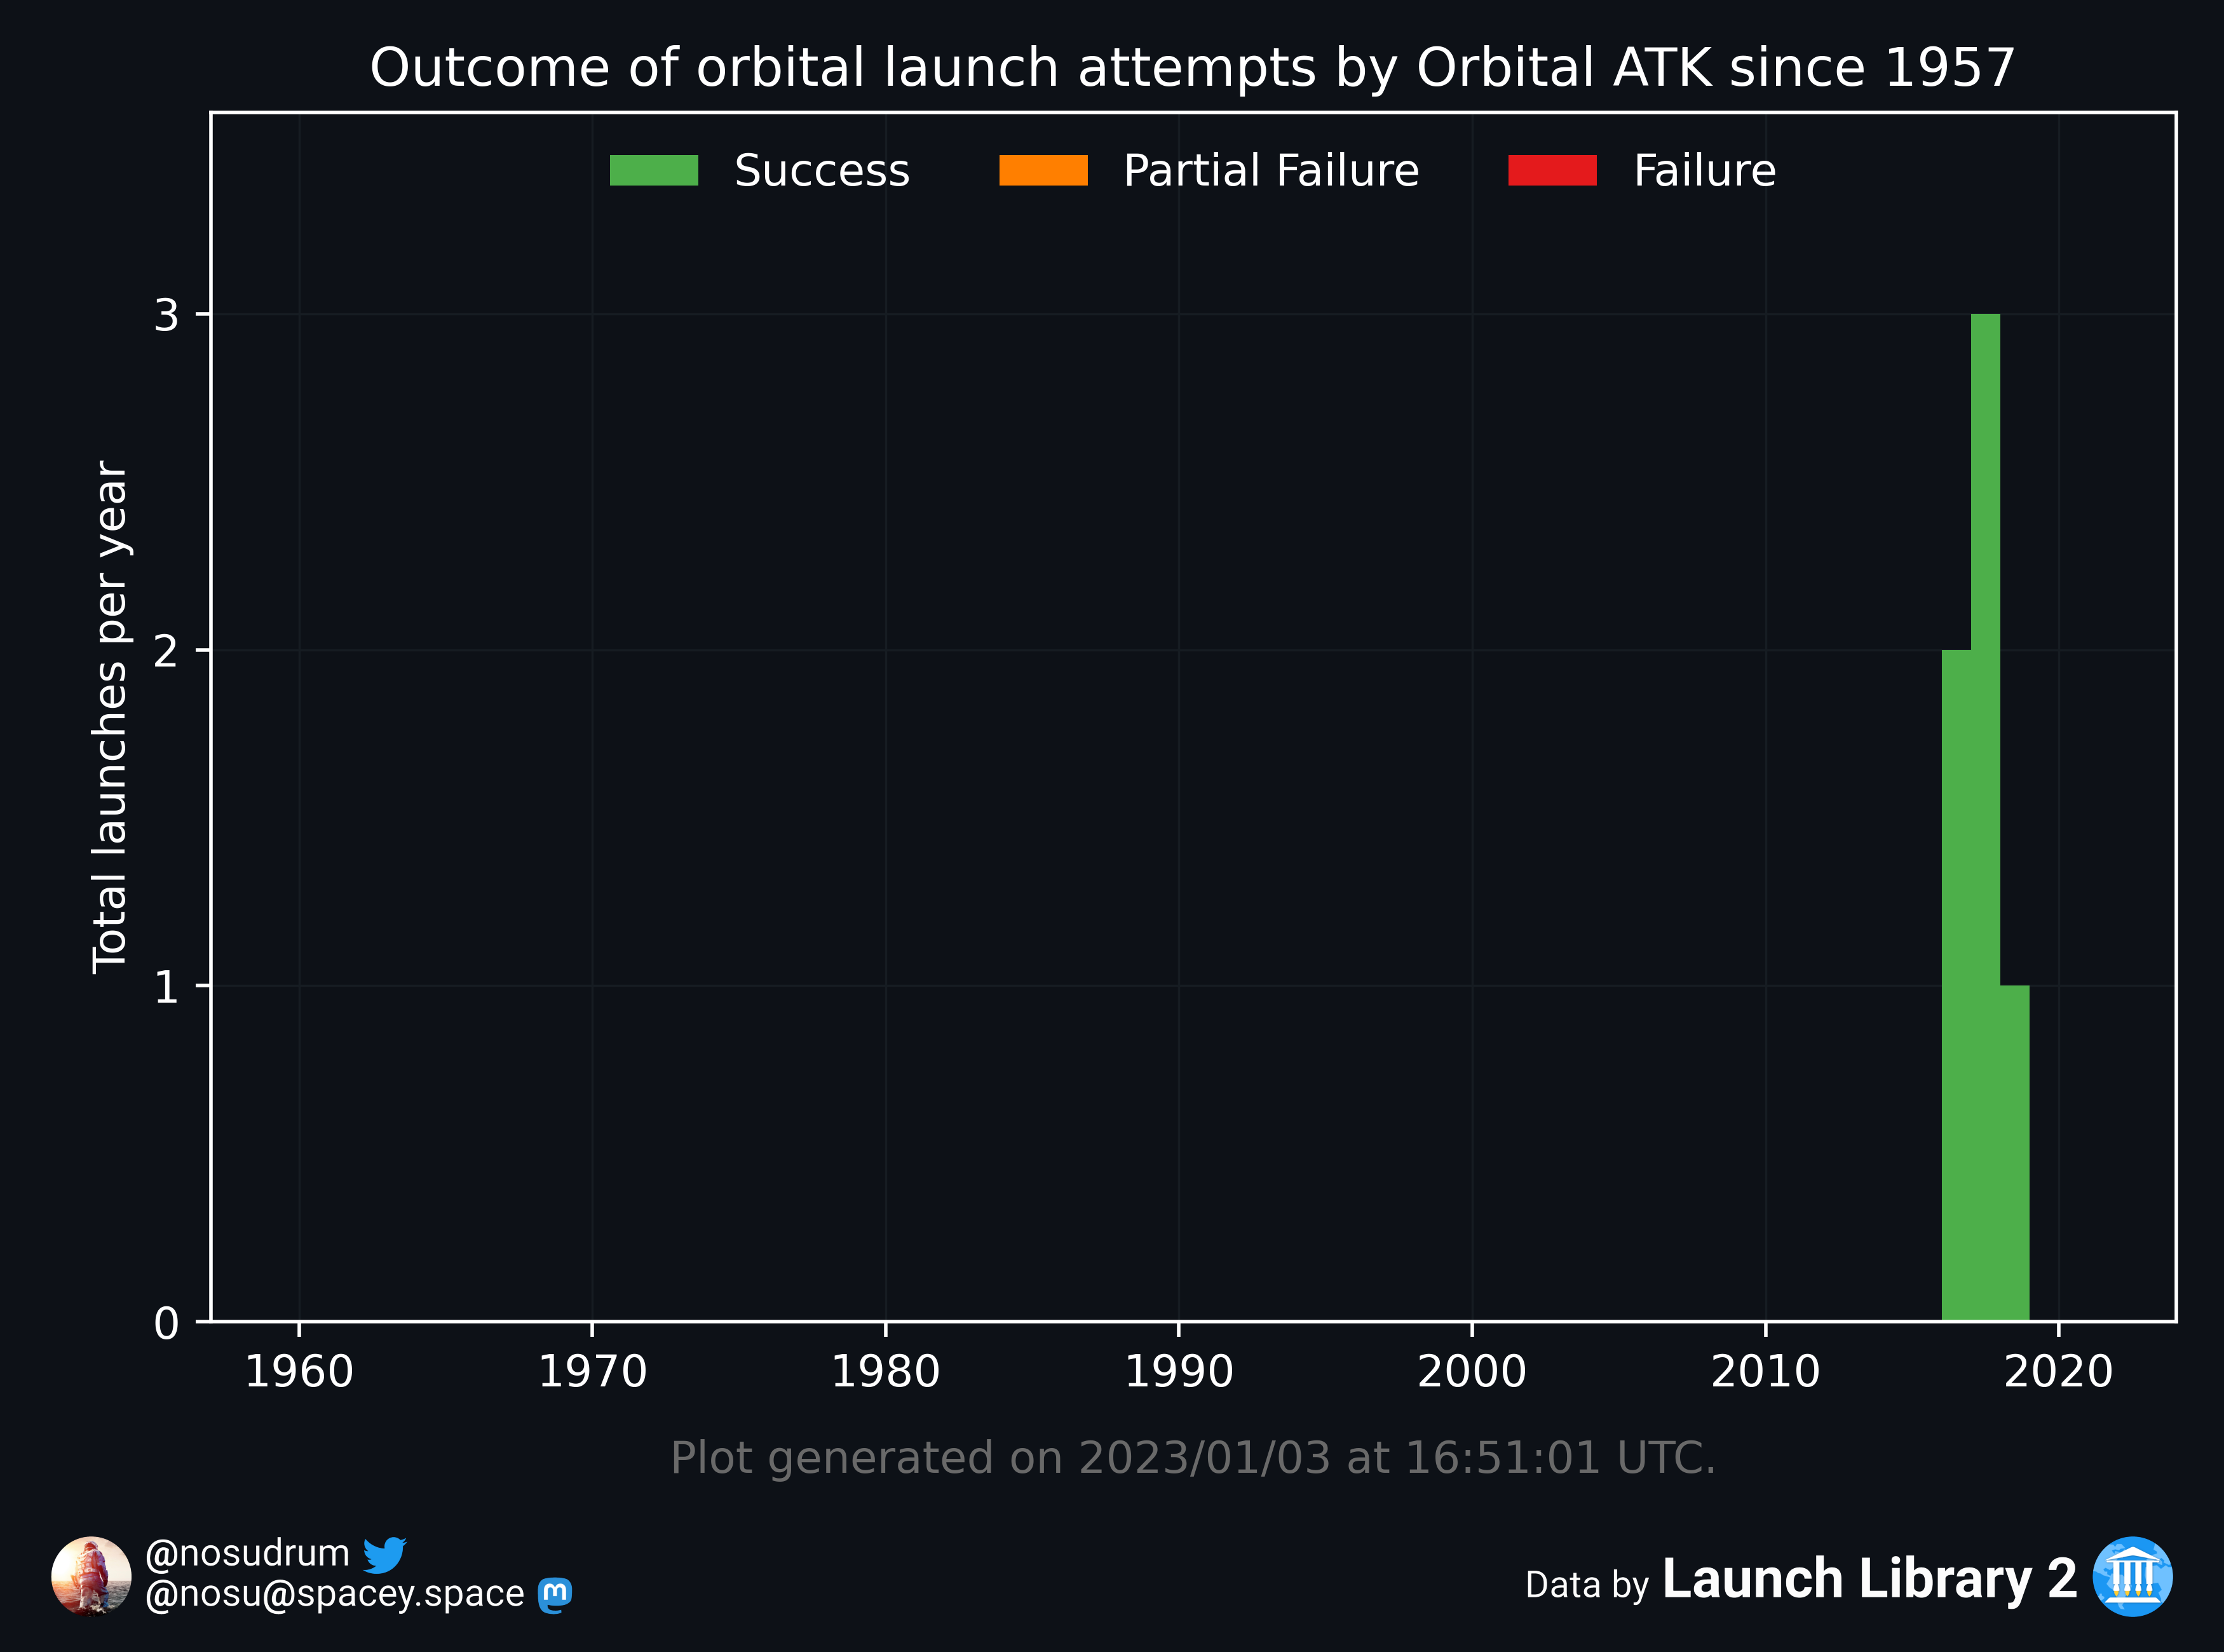 Outcome of orbital launch attempts by Orbital ATK since 1957
Success Partial Failure Failure
Total launches per year
3
2
1
0
1960 1970 1980 1990 2000 2010 2020
Plot generated on 2023/01/03 at 16:51:01 UTC.
@nosudrum
@nosu@spacey.space
Data by Launch Library 2